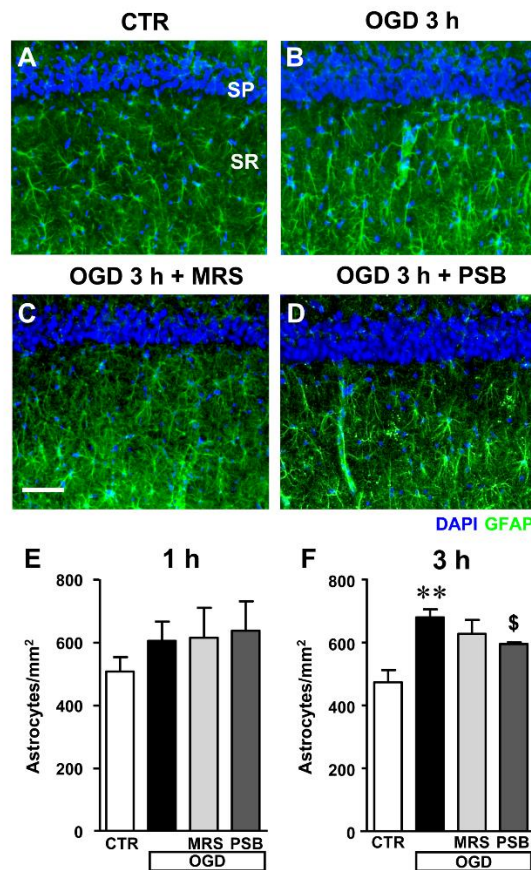 CTR
OGD 3 h
A
B
SP
SR
OGD 3 h + MRS
OGD 3 h + PSB
C
D
DAPI GFAP
E
1 h
F
3 h
Astrocytes/mm²
800
600
400
200
0
CTR
MRS
PSB
OGD
Astrocytes/mm²
800
600
400
200
0
**
$
CTR
MRS
PSB
OGD